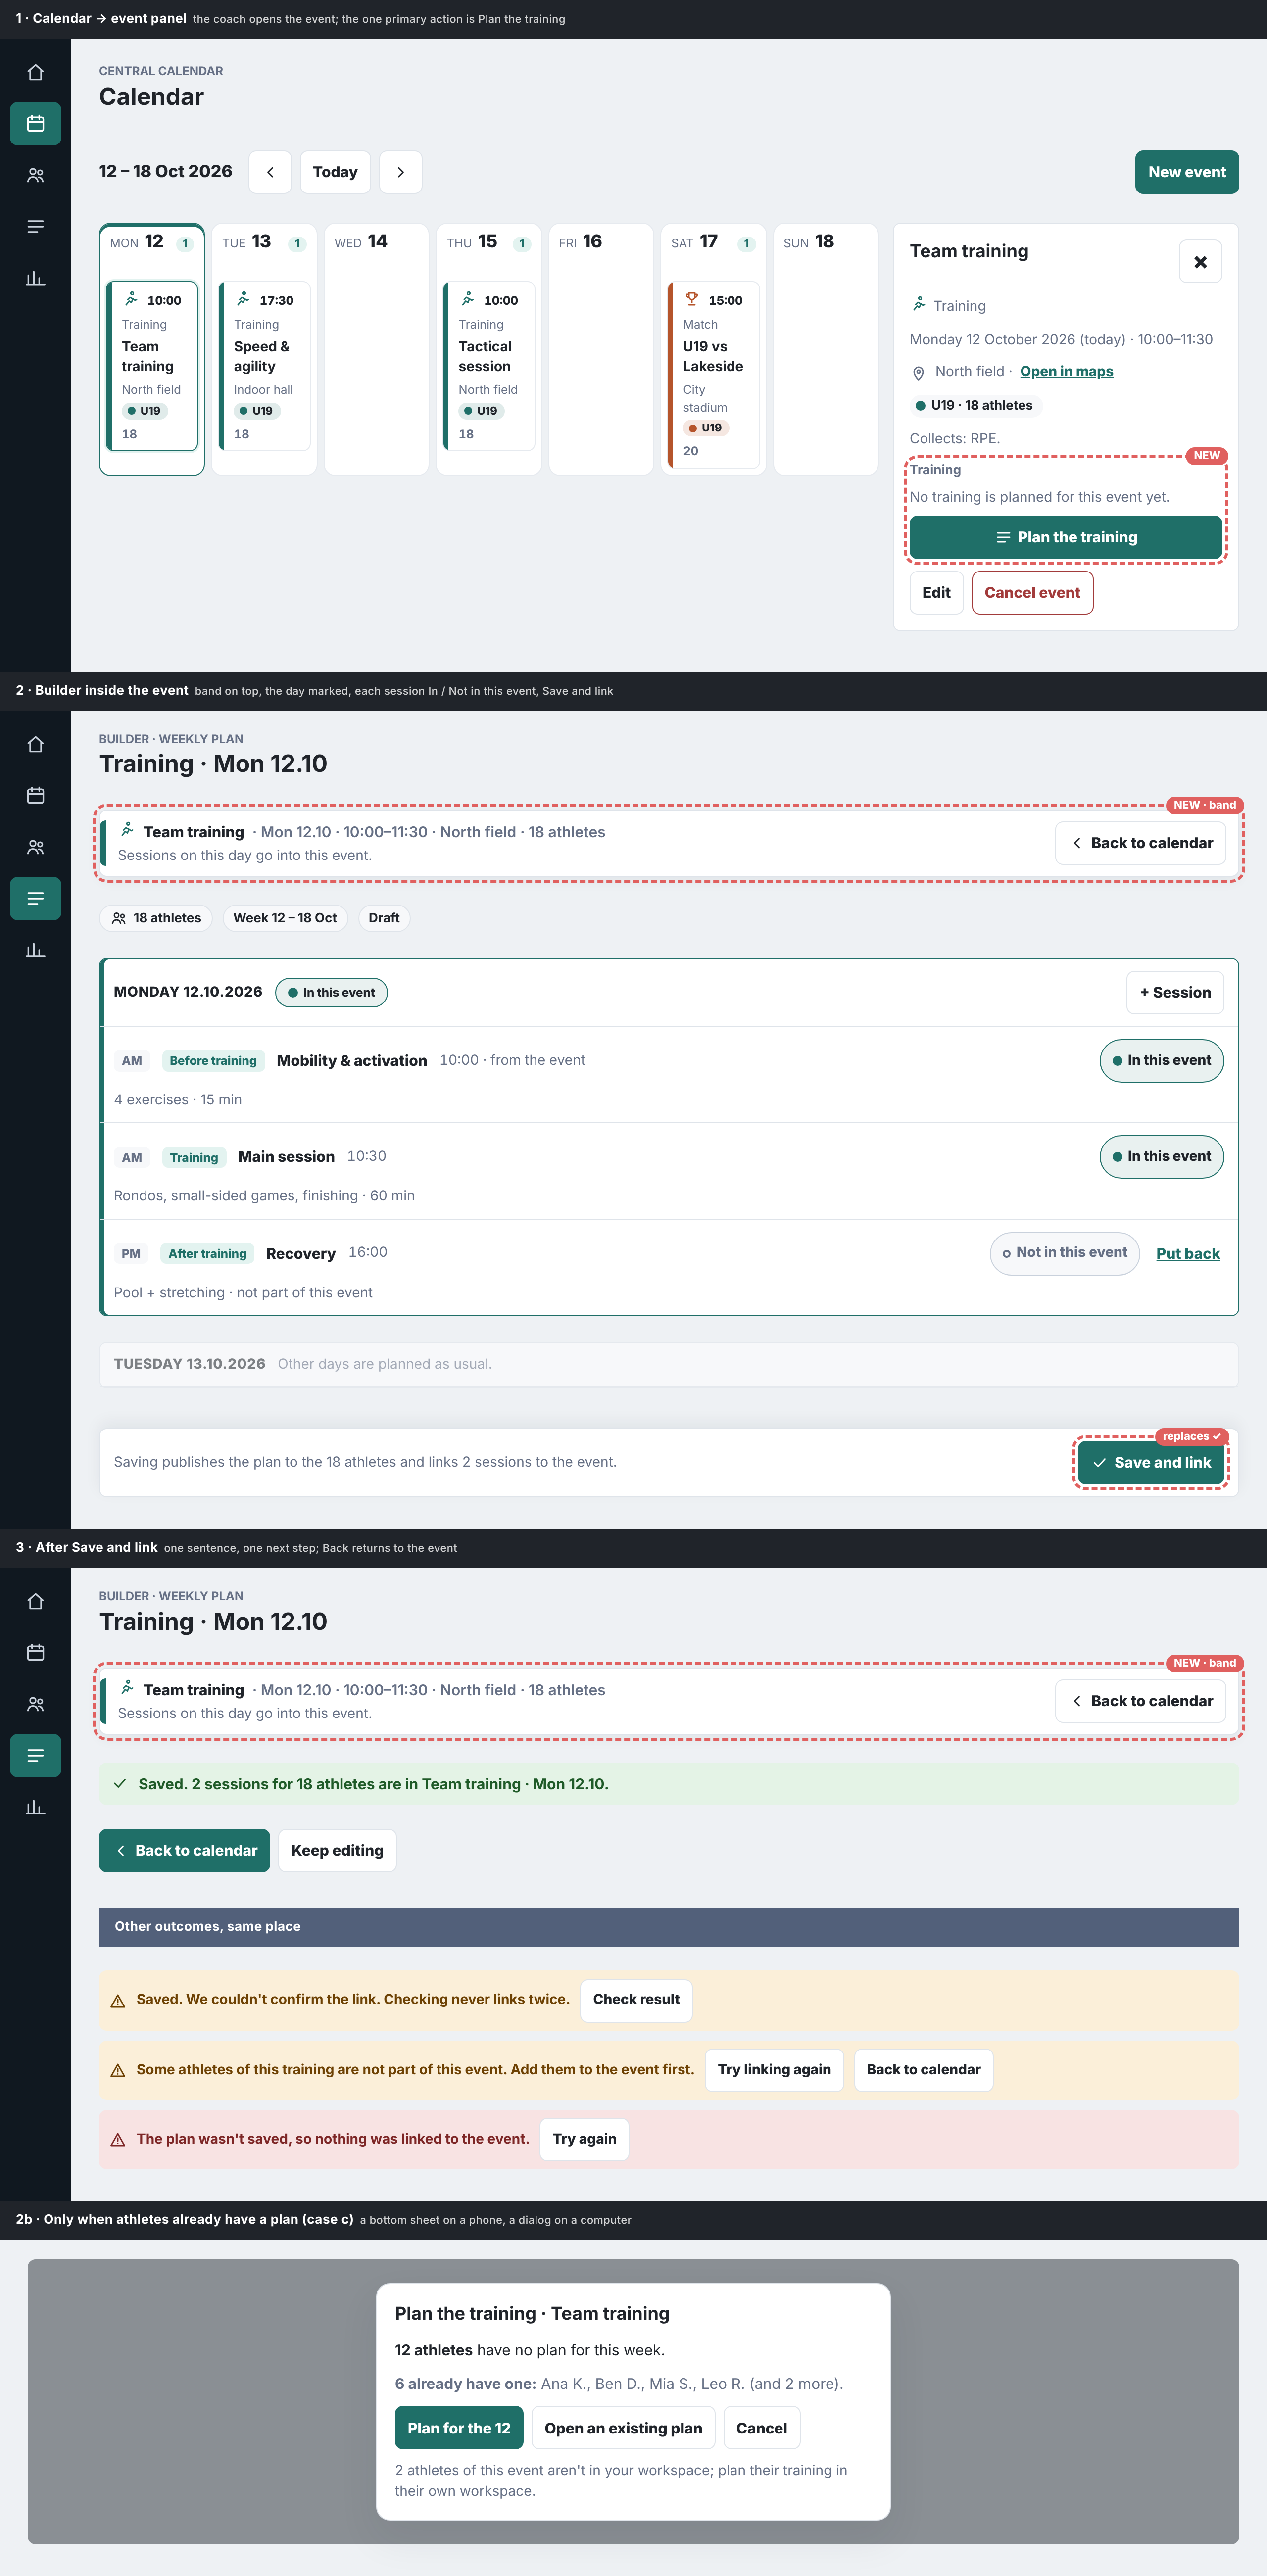 1 · Calendar → event panel the coach opens the event; the one primary action is Plan the training
CENTRAL CALENDAR
Calendar
12 – 18 Oct 2026
Today
New event
MON 12 1
10:00
Training
Team
training
North field
U19
18
TUE 13 1
17:30
Training
Speed &
agility
Indoor hall
U19
18
WED 14
THU 15 1
10:00
Training
Tactical
session
North field
U19
18
FRI 16
SAT 17 1
15:00
Match
U19 vs
Lakeside
City
stadium
U19
20
SUN 18
Team training
Training
Monday 12 October 2026 (today) · 10:00–11:30
North field · Open in maps
U19 · 18 athletes
Collects: RPE.
NEW
Training
No training is planned for this event yet.
Plan the training
Edit
Cancel event
2 · Builder inside the event band on top, the day marked, each session In / Not in this event, Save and link
BUILDER · WEEKLY PLAN
Training · Mon 12.10
NEW · band
Team training · Mon 12.10 · 10:00–11:30 · North field · 18 athletes
Sessions on this day go into this event.
Back to calendar
18 athletes
Week 12 – 18 Oct
Draft
MONDAY 12.10.2026
In this event
+ Session
AM Before training Mobility & activation 10:00 · from the event
In this event
4 exercises · 15 min
AM Training Main session 10:30
In this event
Rondos, small-sided games, finishing · 60 min
PM After training Recovery 16:00
Not in this event
Put back
Pool + stretching · not part of this event
TUESDAY 13.10.2026 Other days are planned as usual.
Saving publishes the plan to the 18 athletes and links 2 sessions to the event.
replaces ✓
Save and link
3 · After Save and link one sentence, one next step; Back returns to the event
BUILDER · WEEKLY PLAN
Training · Mon 12.10
NEW · band
Team training · Mon 12.10 · 10:00–11:30 · North field · 18 athletes
Sessions on this day go into this event.
Back to calendar
Saved. 2 sessions for 18 athletes are in Team training · Mon 12.10.
Back to calendar
Keep editing
Other outcomes, same place
Saved. We couldn't confirm the link. Checking never links twice.
Check result
Some athletes of this training are not part of this event. Add them to the event first.
Try linking again
Back to calendar
The plan wasn't saved, so nothing was linked to the event.
Try again
2b · Only when athletes already have a plan (case c) a bottom sheet on a phone, a dialog on a computer
Plan the training · Team training
12 athletes have no plan for this week.
6 already have one: Ana K., Ben D., Mia S., Leo R. (and 2 more).
Plan for the 12
Open an existing plan
Cancel
2 athletes of this event aren't in your workspace; plan their training in
their own workspace.